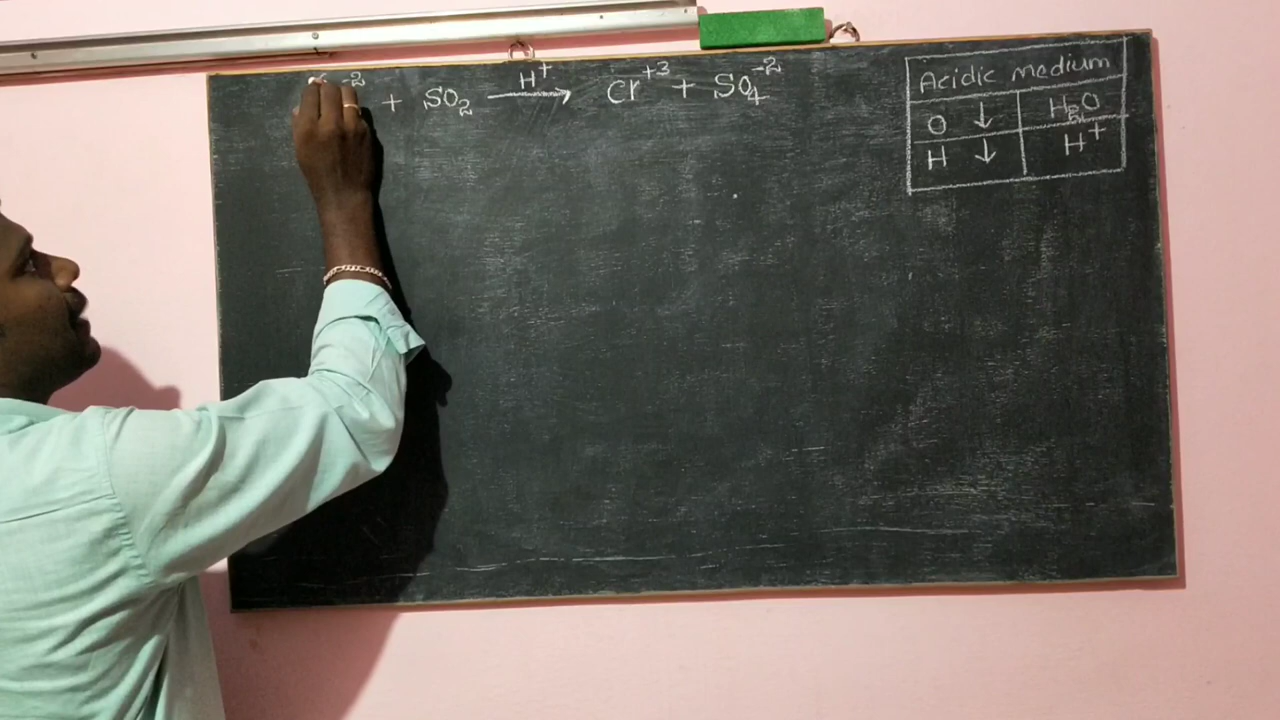 -2 + SO₂ H⁺ → Cr⁺³ + SO₄⁻²
Acidic medium
O ↓ H₂O
H ↓ H⁺